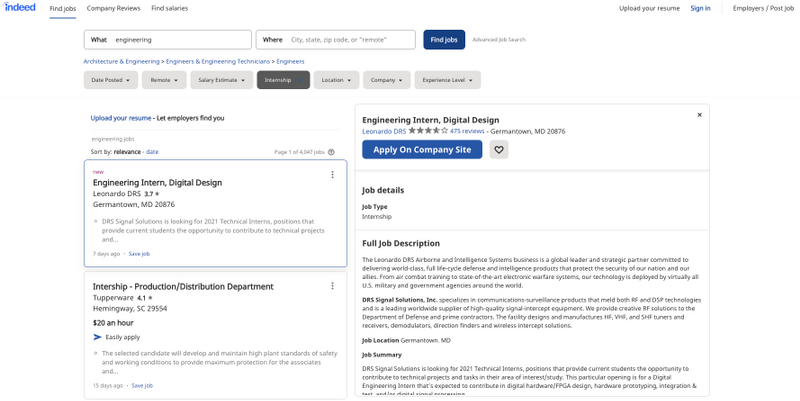 indeed
Find jobs
Company Reviews
Find salaries
Upload your resume
Sign in
Employers / Post Job
What engineering
Where City, state, zip code, or "remote"
Find jobs
Advanced Job Search
Architecture & Engineering > Engineers & Engineering Technicians > Engineers
Date Posted
Remote
Salary Estimate
Internship
Location
Company
Experience Level
Upload your resume - Let employers find you
engineering jobs
Sort by: relevance - date
Page 1 of 4,047 jobs
new
Engineering Intern, Digital Design
Leonardo DRS 3.7
Germantown, MD 20876
DRS Signal Solutions is looking for 2021 Technical Interns, positions that
provide current students the opportunity to contribute to technical projects
and...
7 days ago - Save job
Intership - Production/Distribution Department
Tupperware 4.1
Hemingway, SC 29554
$20 an hour
Easily apply
The selected candidate will develop and maintain high plant standards of safety
and working conditions to provide maximum protection for the associates
and...
15 days ago - Save job
Engineering Intern, Digital Design
Leonardo DRS 475 reviews - Germantown, MD 20876
Apply On Company Site
Job details
Job Type
Internship
Full Job Description
The Leonardo DRS Airborne and Intelligence Systems business is a global leader and strategic partner committed to
delivering world-class, full life-cycle defense and intelligence products that protect the security of our nation and our
allies. From air combat training to state-of-the-art electronic warfare systems, our technology is deployed by virtually all
U.S. military and government agencies around the world.
DRS Signal Solutions, Inc. specializes in communications-surveillance products that meld both RF and DSP technologies
and is a leading worldwide supplier of high-quality signal-intercept equipment. We provide creative RF solutions to the
Department of Defense and prime contractors. The facility designs and manufactures HF, VHF, and SHF tuners and
receivers, demodulators, direction finders and wireless intercept solutions.
Job Location Germantown. MD
Job Summary
DRS Signal Solutions is looking for 2021 Technical Interns, positions that provide current students the opportunity to
contribute to technical projects and tasks in their area of interest/study. This particular opening is for a Digital
Engineering Intern that's expected to contribute in digital hardware/FPGA design, hardware prototyping, integration &
test, and/or digital signal processing.